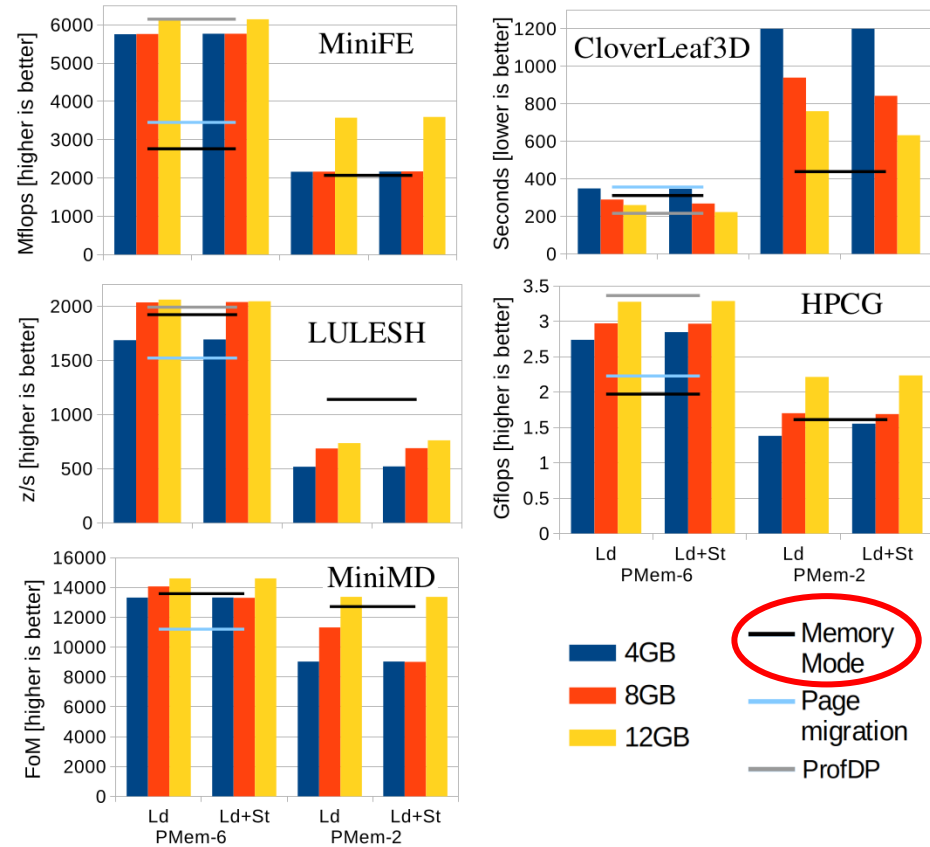 MiniFE
Mflops [higher is better]
6000
5000
4000
3000
2000
1000
0
CloverLeaf3D
Seconds [lower is better]
1200
1000
800
600
400
200
0
LULESH
z/s [higher is better]
2000
1500
1000
500
0
HPCG
Gflops [higher is better]
3.5
3
2.5
2
1.5
1
0.5
0
Ld Ld+St Ld Ld+St
PMem-6 PMem-2
MiniMD
FoM [higher is better]
16000
14000
12000
10000
8000
6000
4000
2000
0
Ld Ld+St Ld Ld+St
PMem-6 PMem-2
4GB
8GB
12GB
Memory
Mode
Page
migration
ProfDP